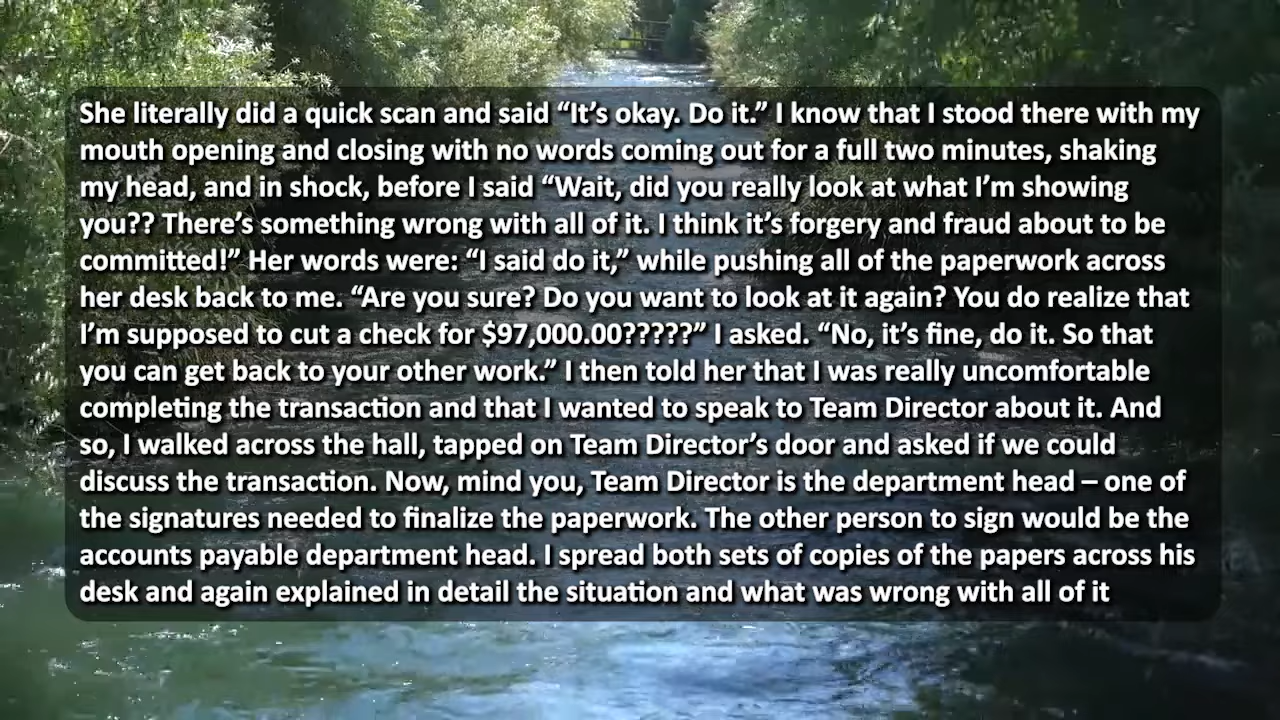 She literally did a quick scan and said “It’s okay. Do it.” I know that I stood there with my
mouth opening and closing with no words coming out for a full two minutes, shaking
my head, and in shock, before I said “Wait, did you really look at what I’m showing
you?? There’s something wrong with all of it. I think it’s forgery and fraud about to be
committed!” Her words were: “I said do it,” while pushing all of the paperwork across
her desk back to me. “Are you sure? Do you want to look at it again? You do realize that
I’m supposed to cut a check for $97,000.00?????” I asked. “No, it’s fine, do it. So that
you can get back to your other work.” I then told her that I was really uncomfortable
completing the transaction and that I wanted to speak to Team Director about it. And
so, I walked across the hall, tapped on Team Director’s door and asked if we could
discuss the transaction. Now, mind you, Team Director is the department head – one of
the signatures needed to finalize the paperwork. The other person to sign would be the
accounts payable department head. I spread both sets of copies of the papers across his
desk and again explained in detail the situation and what was wrong with all of it